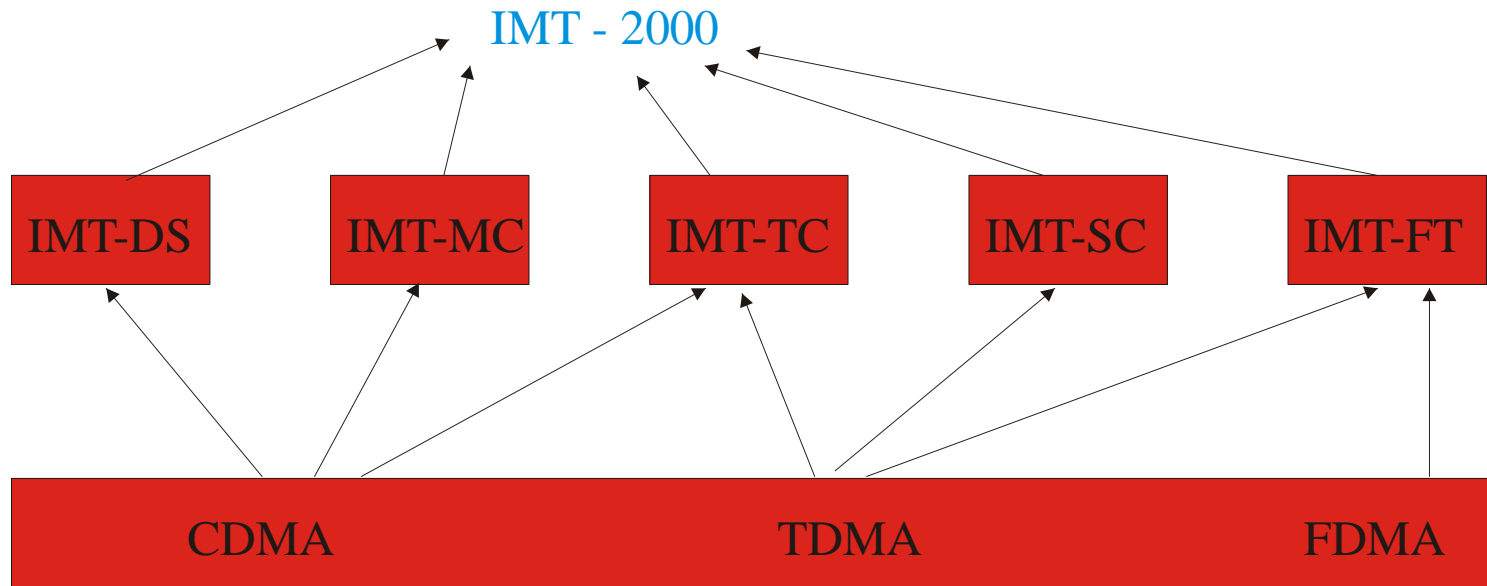 IMT - 2000
IMT-DS
IMT-MC
IMT-TC
IMT-SC
IMT-FT
CDMA
TDMA
FDMA